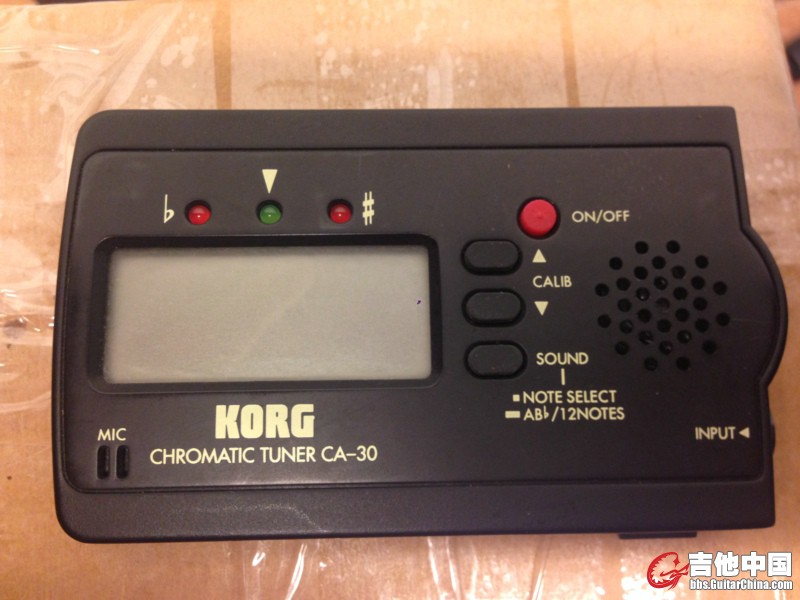 ♭ ▼ ♯
ON/OFF
▲
CALIB
▼
SOUND
▪ NOTE SELECT
▬ AB♭/12NOTES
KORG
CHROMATIC TUNER CA-30
MIC
INPUT ◀
吉他中国
bbs.GuitarChina.com